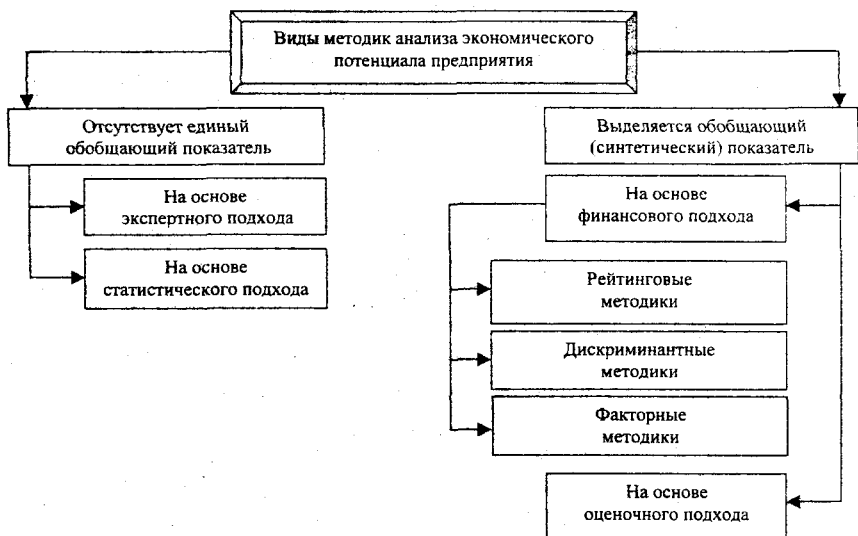 Виды методик анализа экономического
потенциала предприятия
Отсутствует единый
обобщающий показатель
На основе
экспертного подхода
На основе
статистического подхода
Выделяется обобщающий
(синтетический) показатель
На основе
финансового подхода
Рейтинговые
методики
Дискриминантные
методики
Факторные
методики
На основе
оценочного подхода